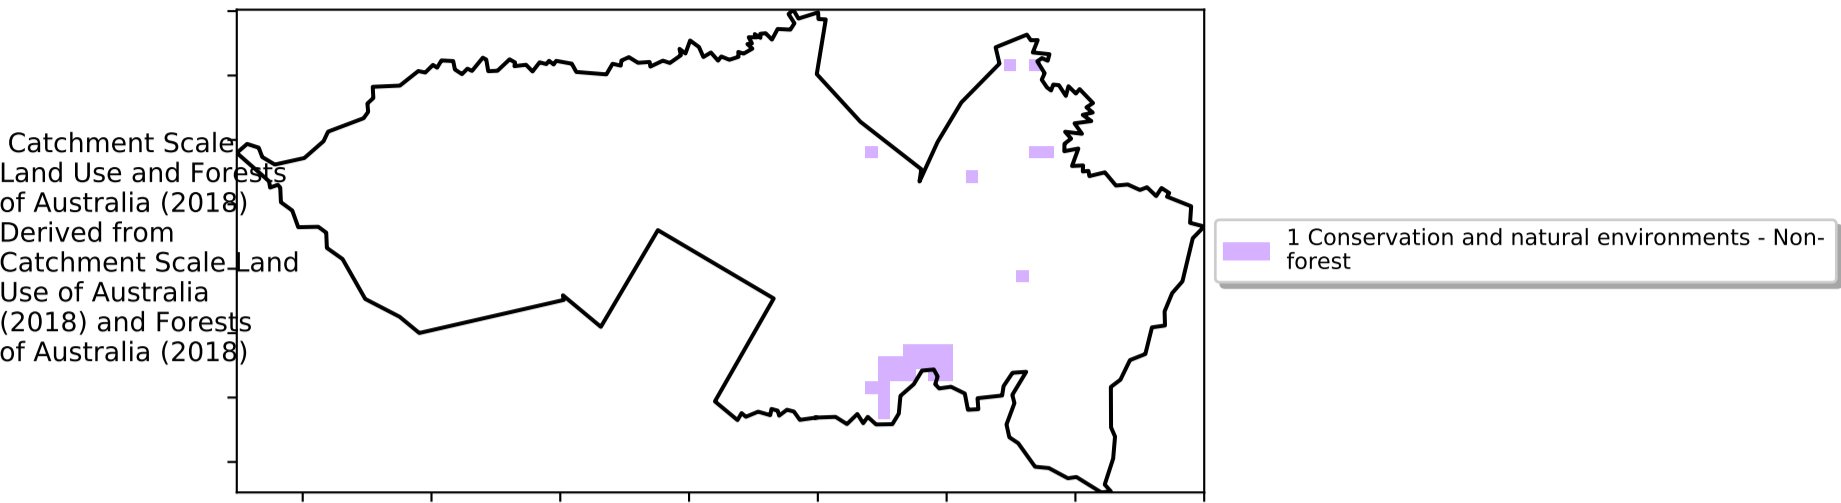 Catchment Scale
Land Use and Forests
of Australia (2018)
Derived from
Catchment Scale Land
Use of Australia
(2018) and Forests
of Australia (2018)
1 Conservation and natural environments - Non-
forest